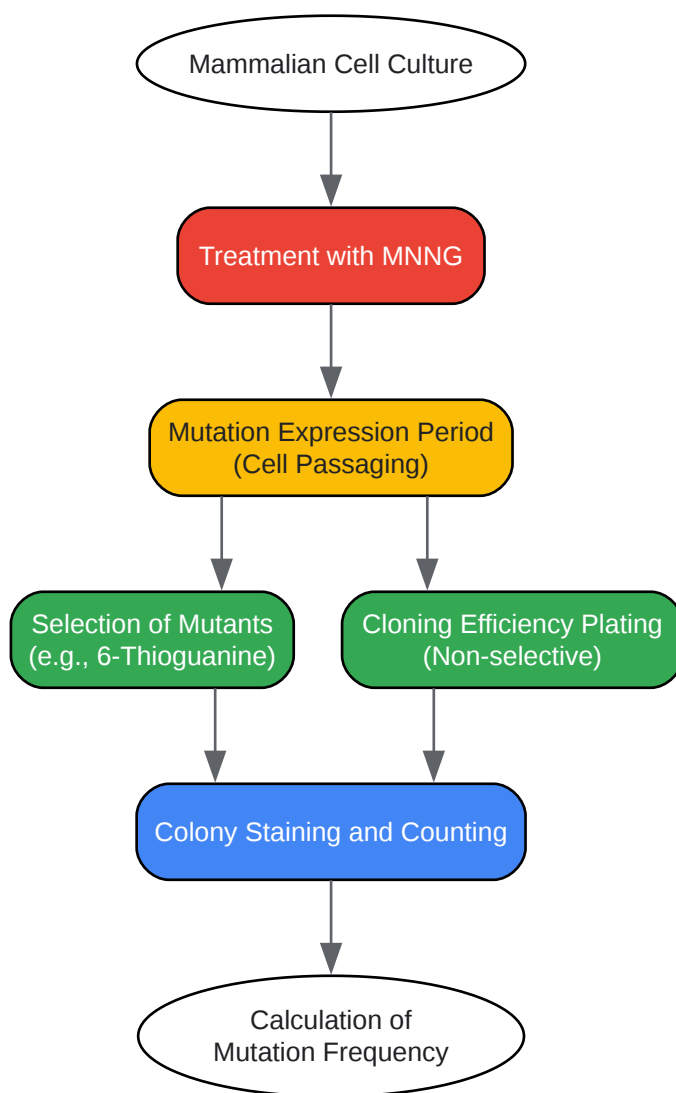 Mammalian Cell Culture
Treatment with MNNG
Mutation Expression Period
(Cell Passaging)
Selection of Mutants
(e.g., 6-Thioguanine)
Cloning Efficiency Plating
(Non-selective)
Colony Staining and Counting
Calculation of
Mutation Frequency